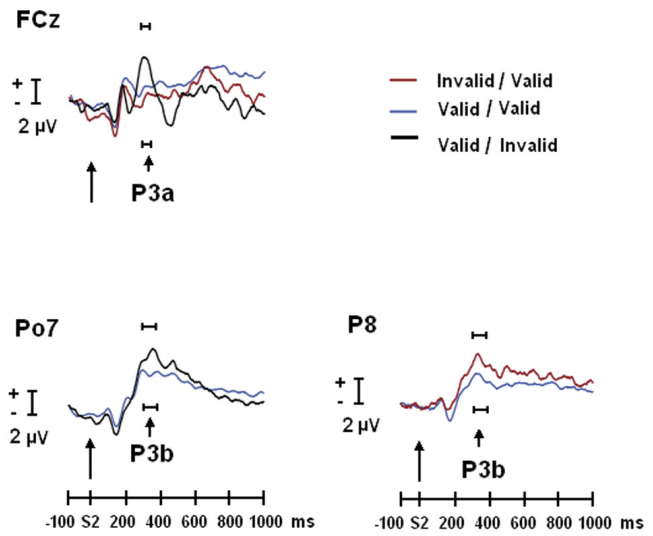 FCz
+
-
2 µV
P3a
Invalid / Valid
Valid / Valid
Valid / Invalid
Po7
+
-
2 µV
P3b
-100 S2 200 400 600 800 1000 ms
P8
+
-
2 µV
P3b
-100 S2 200 400 600 800 1000 ms